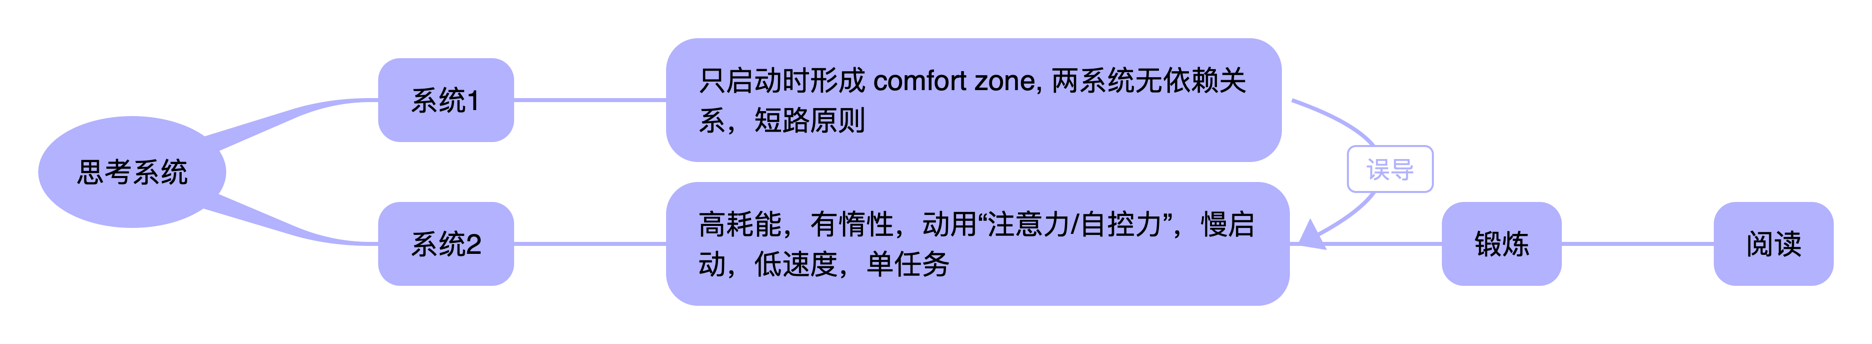 思考系统
系统1
只启动时形成 comfort zone, 两系统无依赖关
系，短路原则
误导
系统2
高耗能，有惰性，动用“注意力/自控力”，慢启
动，低速度，单任务
锻炼
阅读